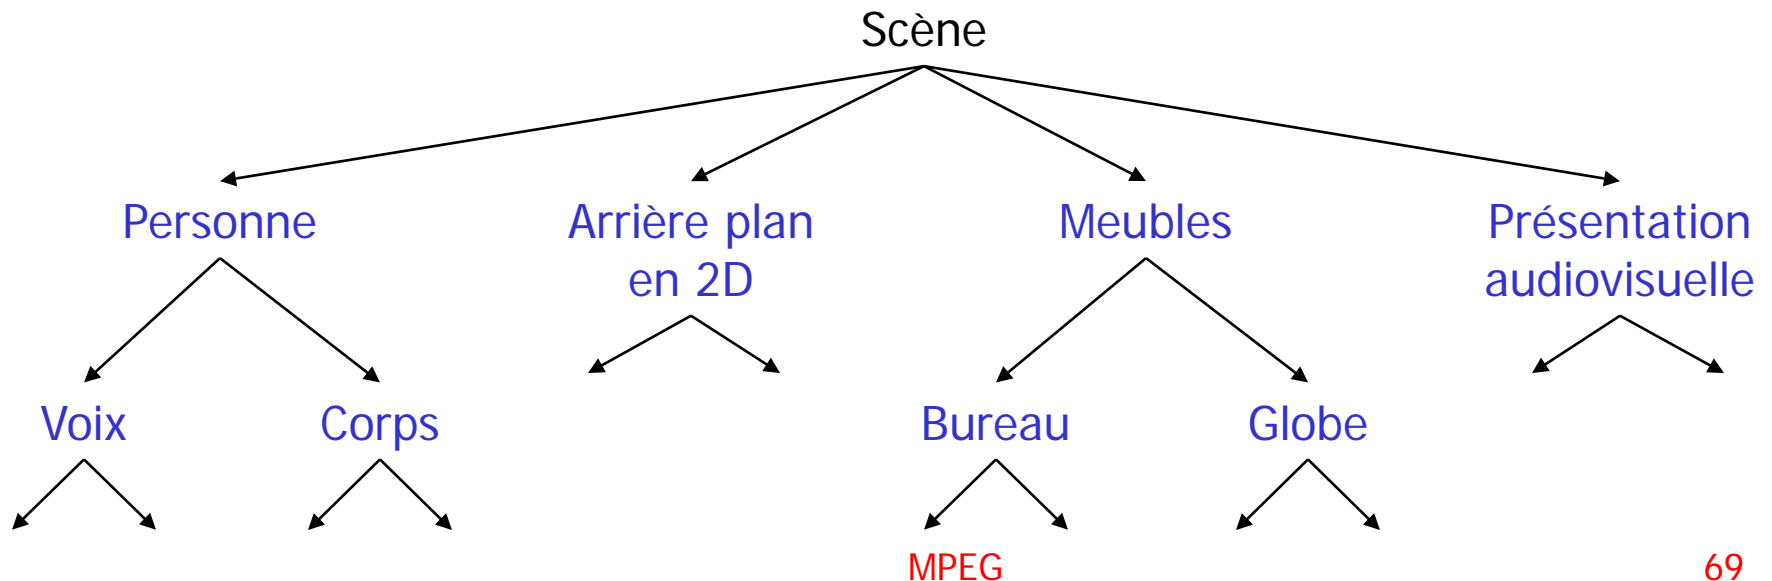 Scène
Personne
Arrière plan
en 2D
Meubles
Présentation
audiovisuelle
Voix
Corps
Bureau
Globe
MPEG
69